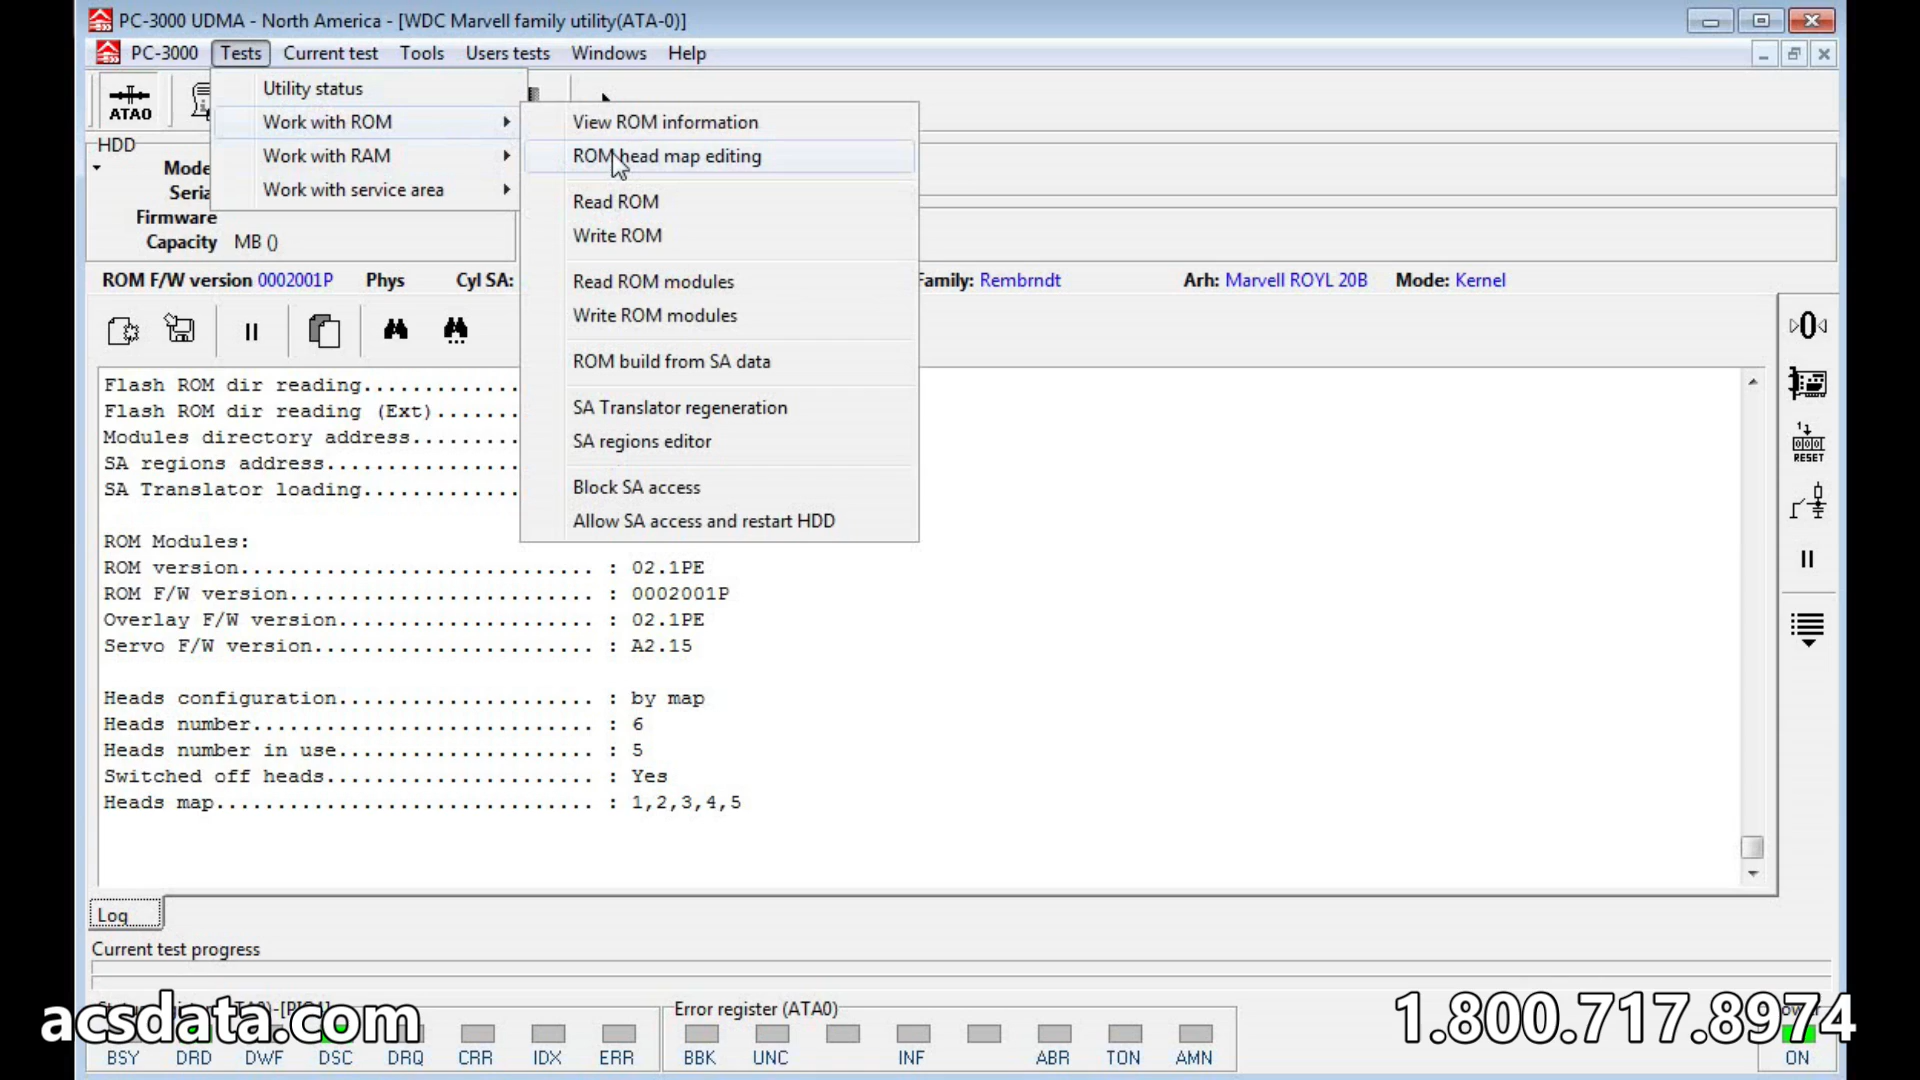 PC-3000 UDMA - North America - [WDC Marvell family utility(ATA-0)]
PC-3000 Tests Current test Tools Users tests Windows Help
ATA0
Utility status
Work with ROM
Work with RAM
Work with service area
View ROM information
ROM head map editing
Read ROM
Write ROM
Read ROM modules
Write ROM modules
ROM build from SA data
SA Translator regeneration
SA regions editor
Block SA access
Allow SA access and restart HDD
HDD
Mode
Seria
Firmware
Capacity MB ()
ROM F/W version 0002001P Phys Cyl SA: Family: Rembrndt Arh: Marvell ROYL 20B Mode: Kernel
RESET
Flash ROM dir reading.............
Flash ROM dir reading (Ext).......
Modules directory address.........
SA regions address................
SA Translator loading.............
ROM Modules:
ROM version............................. : 02.1PE
ROM F/W version......................... : 0002001P
Overlay F/W version..................... : 02.1PE
Servo F/W version....................... : A2.15
Heads configuration..................... : by map
Heads number............................ : 6
Heads number in use..................... : 5
Switched off heads...................... : Yes
Heads map............................... : 1,2,3,4,5
Log
Current test progress
Error register (ATA0)
acsdata.com
1.800.717.8974
BSY DRD DWF DSC DRQ CRR IDX ERR BBK UNC INF ABR TON AMN ON